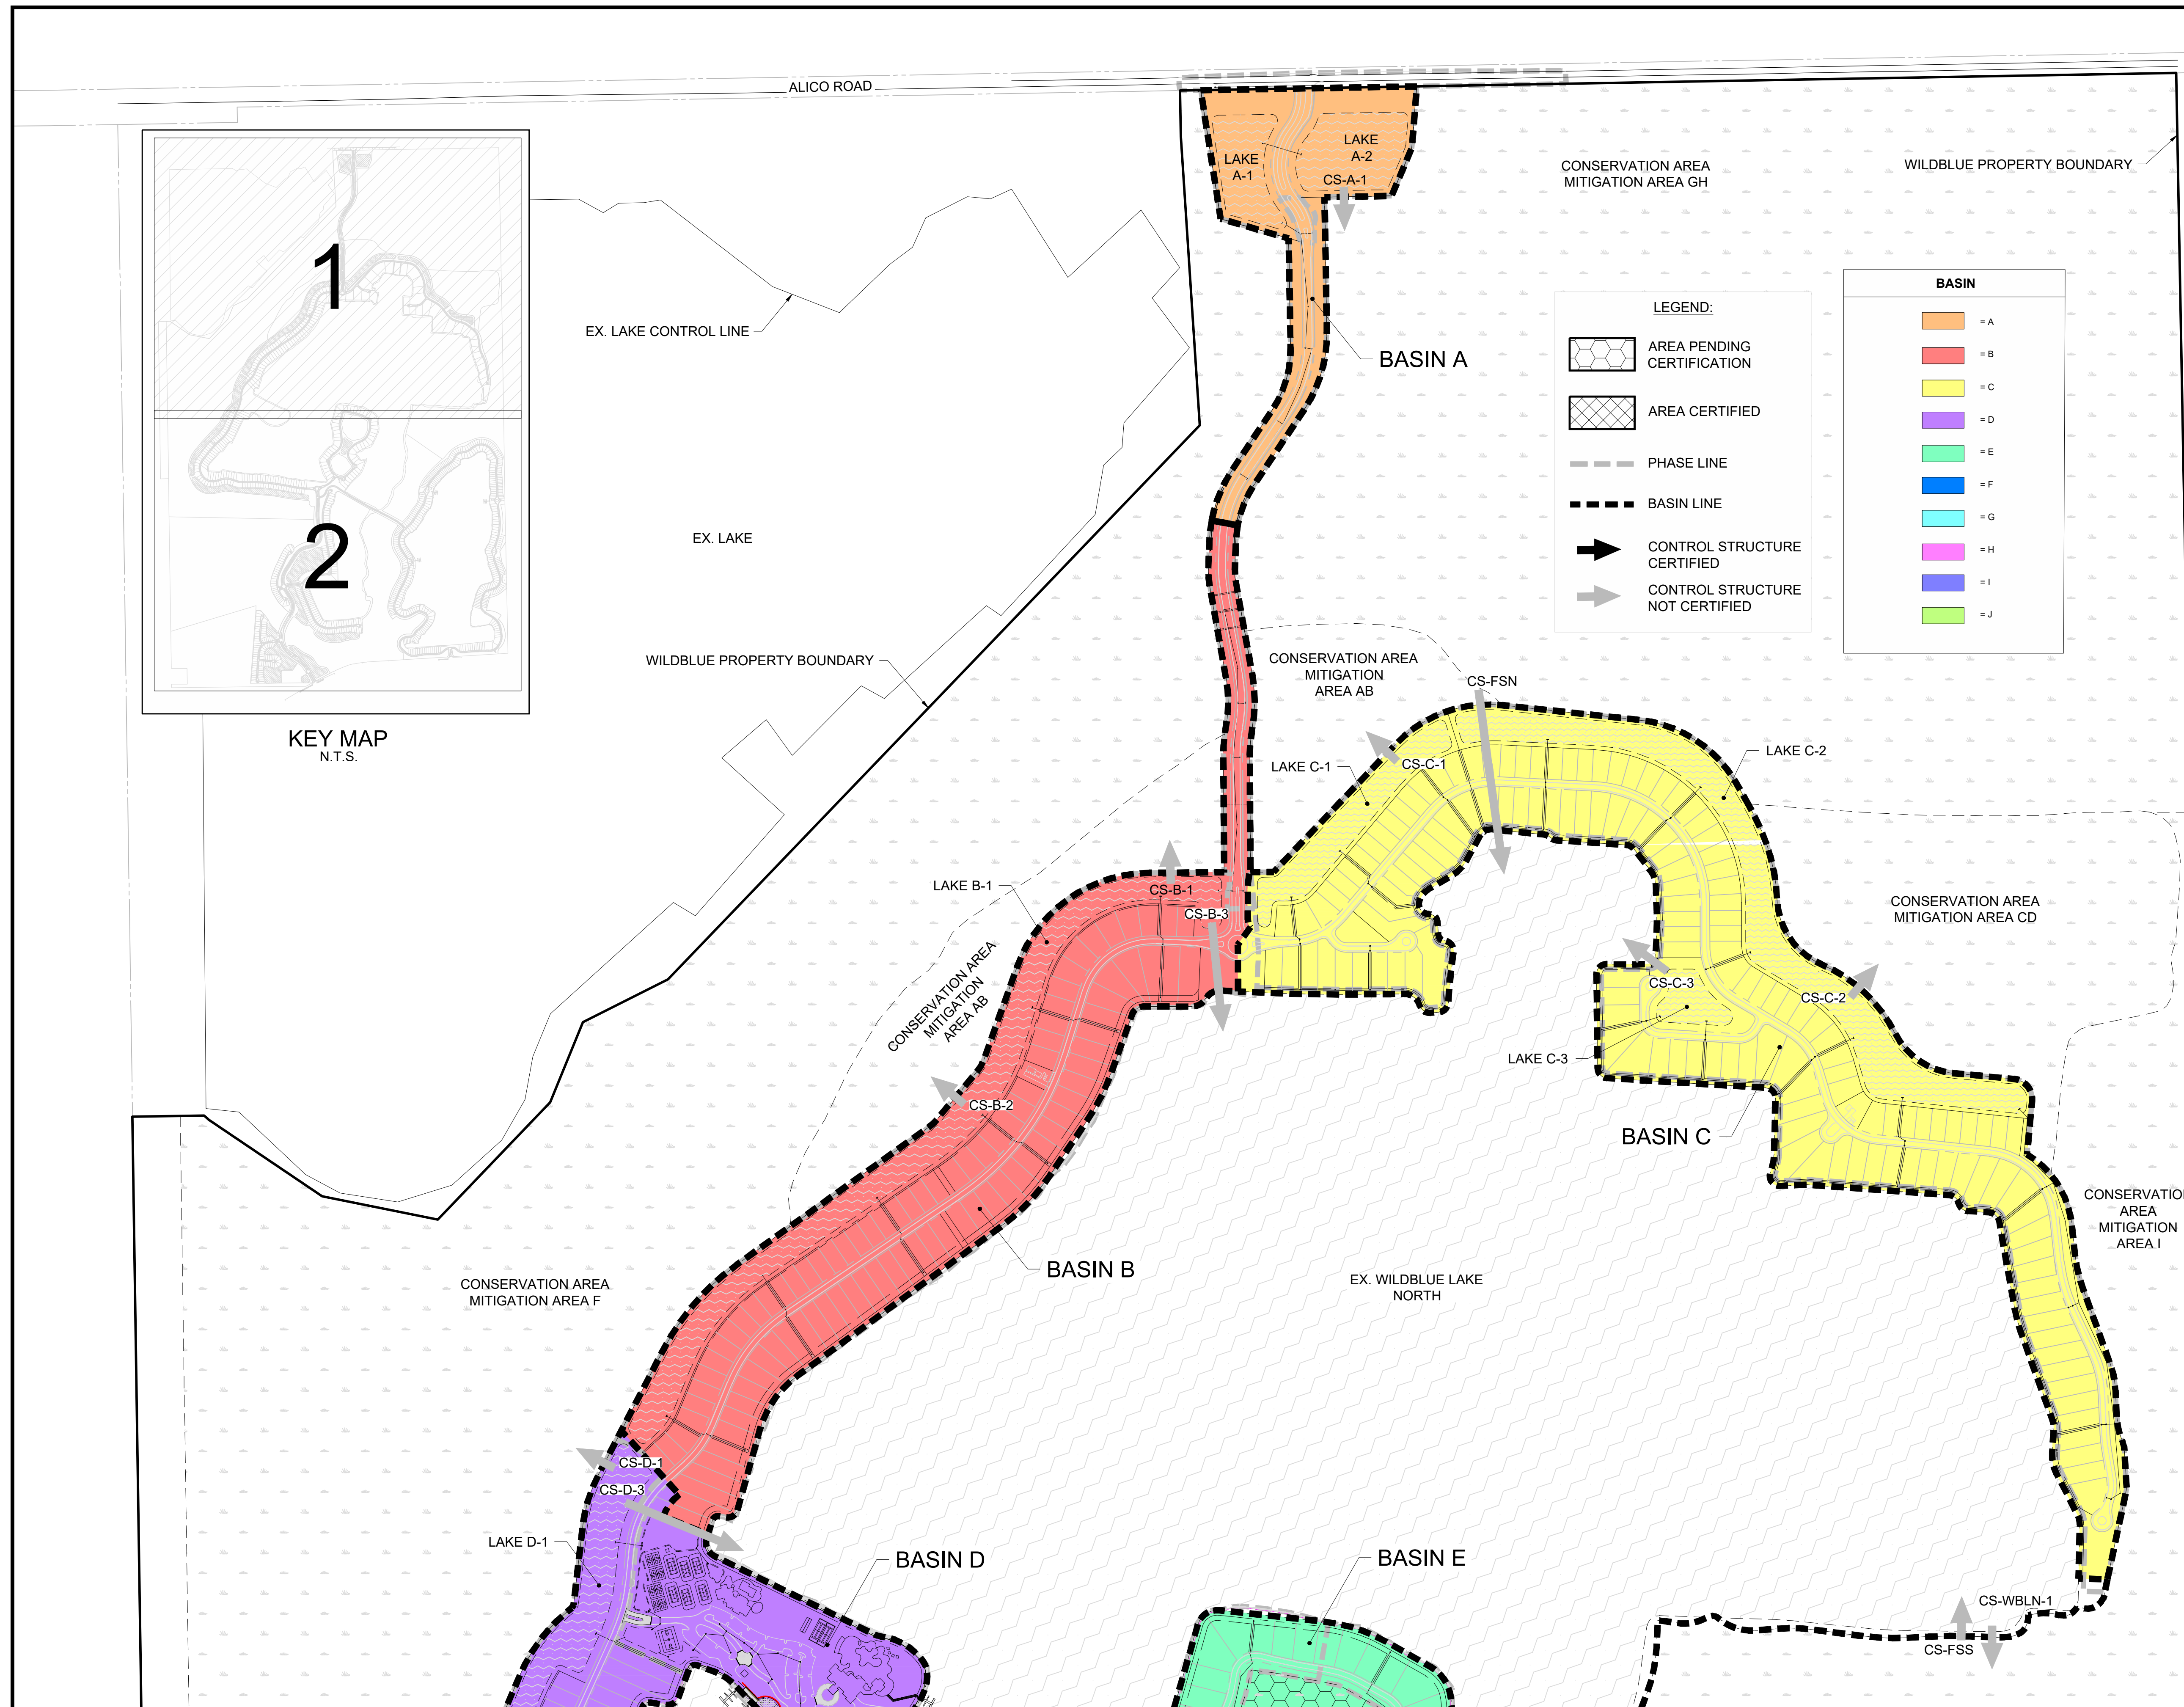 ALICO ROAD
LAKE
A-1
LAKE
A-2
CS-A-1
CONSERVATION AREA
MITIGATION AREA GH
WILDBLUE PROPERTY BOUNDARY
1
2
KEY MAP
N.T.S.
EX. LAKE CONTROL LINE
BASIN A
LEGEND:
AREA PENDING
CERTIFICATION
AREA CERTIFIED
PHASE LINE
BASIN LINE
CONTROL STRUCTURE
CERTIFIED
CONTROL STRUCTURE
NOT CERTIFIED
BASIN
= A
= B
= C
= D
= E
= F
= G
= H
= I
= J
EX. LAKE
WILDBLUE PROPERTY BOUNDARY
CONSERVATION AREA
MITIGATION
AREA AB
CS-FSN
LAKE C-1
CS-C-1
LAKE C-2
LAKE B-1
CS-B-1
CS-B-3
CONSERVATION AREA
MITIGATION AREA CD
CONSERVATION AREA
MITIGATION
AREA AB
CS-C-3
CS-C-2
LAKE C-3
CS-B-2
BASIN C
CONSERVATIO
AREA
MITIGATION
AREA I
BASIN B
CONSERVATION AREA
MITIGATION AREA F
EX. WILDBLUE LAKE
NORTH
CS-D-1
CS-D-3
LAKE D-1
BASIN D
BASIN E
CS-WBLN-1
CS-FSS